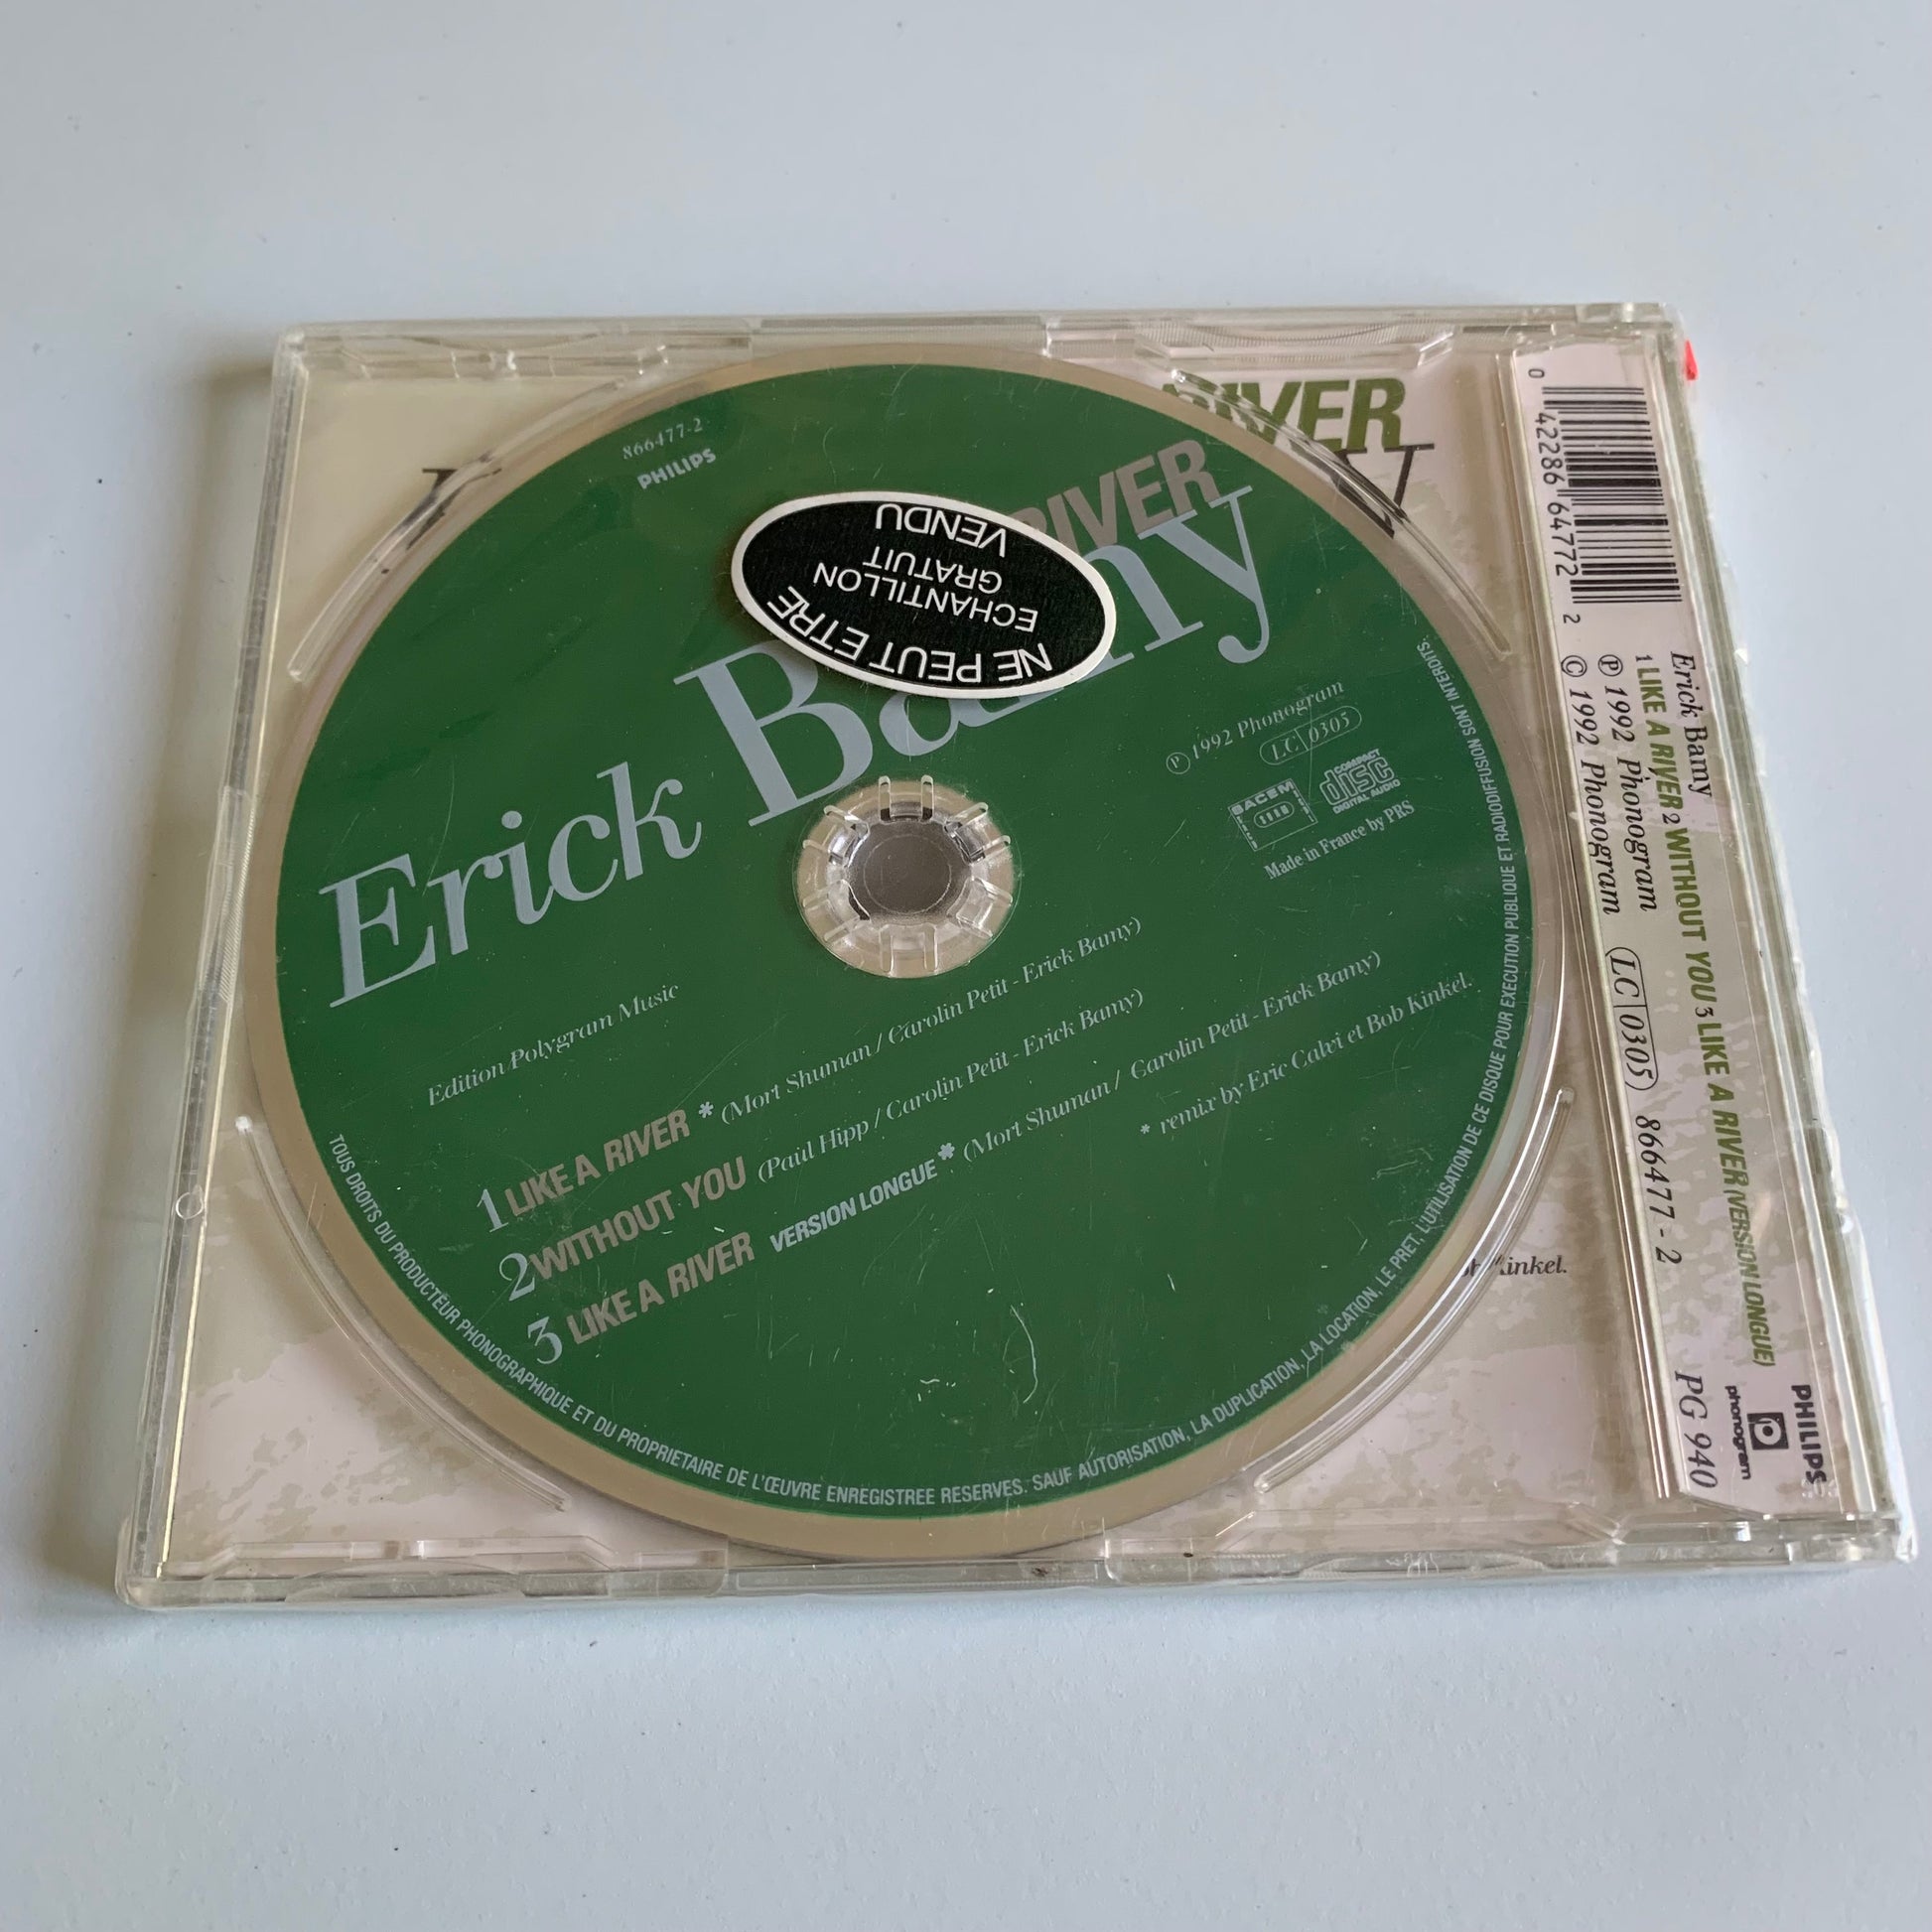 866477-2
PHILIPS
RIVER
Erick Bamy
NE PEUT ETRE
ECHANTILLON
GRATUIT
VENDU
℗ 1992 Phonogram
LC 0305
SACEM
COMPACT
disc
DIGITAL AUDIO
Made in France by PRS
Edition Polygram Music
1 LIKE A RIVER * (Mort Shuman / Carolin Petit - Erick Bamy)
2 WITHOUT YOU (Paul Hipp / Carolin Petit - Erick Bamy)
3 LIKE A RIVER VERSION LONGUE * (Mort Shuman / Carolin Petit - Erick Bamy)
* remix by Eric Calvi et Bob Kinkel.
TOUS DROITS DU PRODUCTEUR PHONOGRAPHIQUE ET DU PROPRIETAIRE DE L'ŒUVRE ENREGISTREE RESERVES. SAUF AUTORISATION, LA DUPLICATION, LA LOCATION, LE PRET, L'UTILISATION DE CE DISQUE POUR EXECUTION PUBLIQUE ET RADIODIFFUSION SONT INTERDITS.
RIVER
y
inkel.
0 42286 64772 2
Erick Bamy
1 LIKE A RIVER 2 WITHOUT YOU 3 LIKE A RIVER (VERSION LONGUE)
℗ 1992 Phonogram
© 1992 Phonogram LC 0305 866477 - 2
PG 940
PHILIPS
phonogram